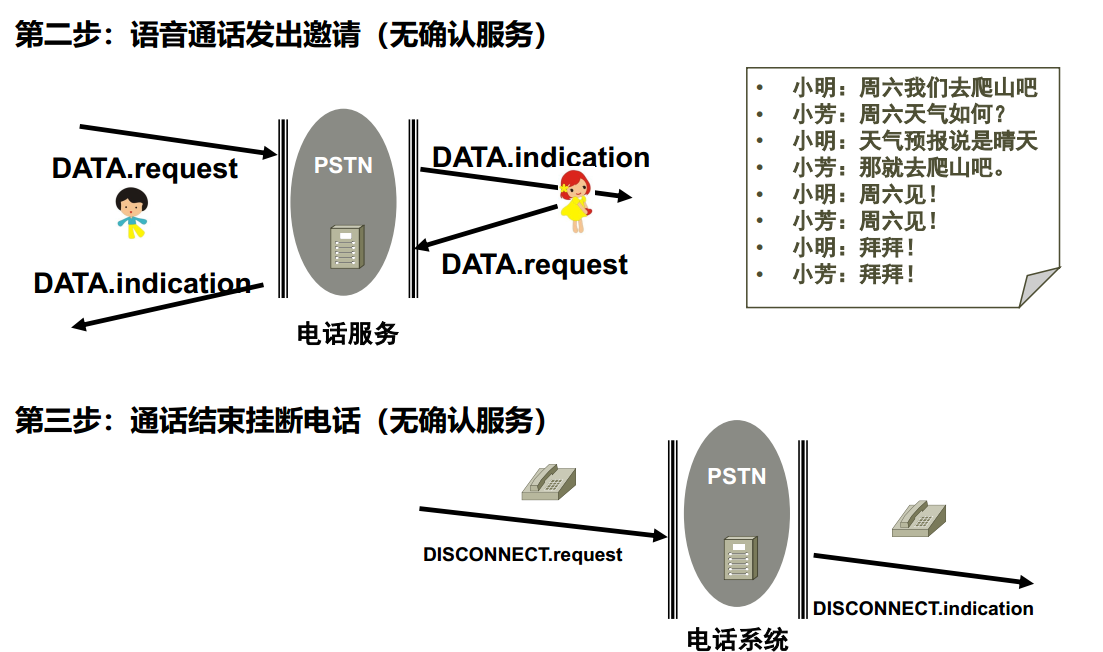 第二步：语音通话发出邀请（无确认服务）
DATA.request
PSTN
DATA.indication
DATA.indication
DATA.request
电话服务
• 小明：周六我们去爬山吧
• 小芳：周六天气如何？
• 小明：天气预报说是晴天
• 小芳：那就去爬山吧。
• 小明：周六见！
• 小芳：周六见！
• 小明：拜拜！
• 小芳：拜拜！
第三步：通话结束挂断电话（无确认服务）
PSTN
DISCONNECT.request
DISCONNECT.indication
电话系统